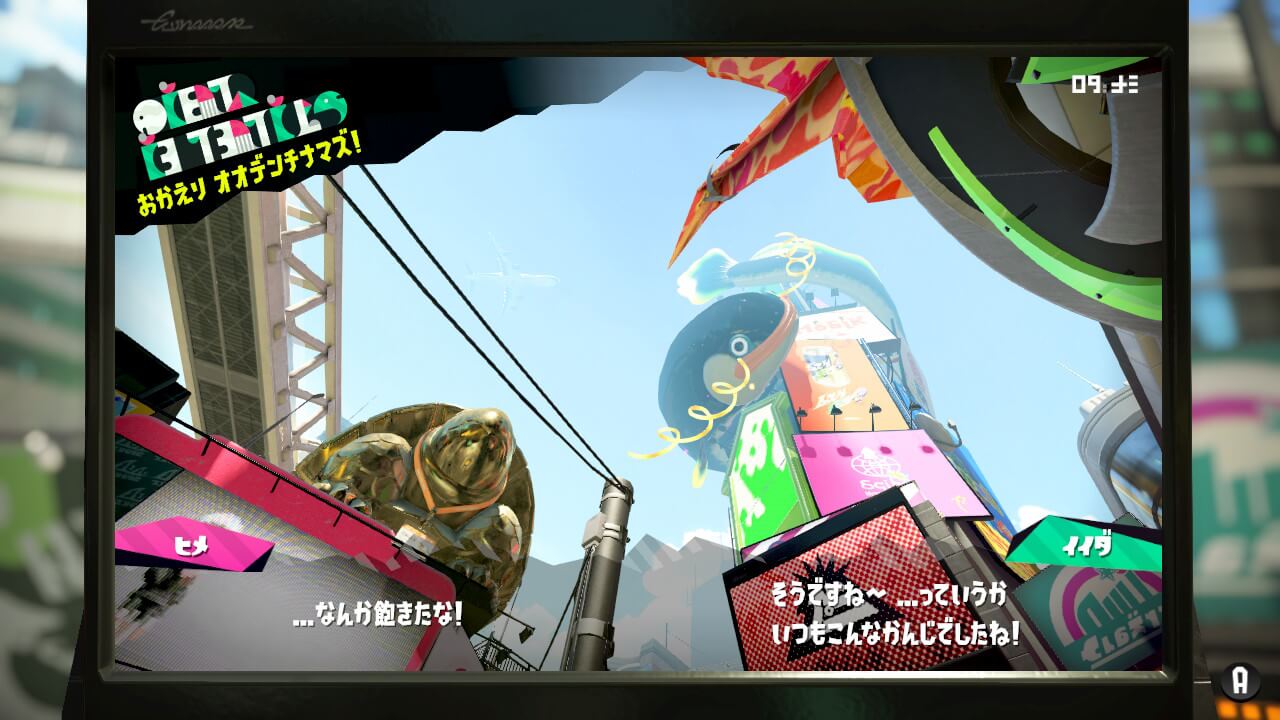 おかえり オオデンチナマズ!
ヒメ
イイダ
…なんか飽きたな!
そうですね~ …っていうか
いつもこんなかんじでしたね!
A